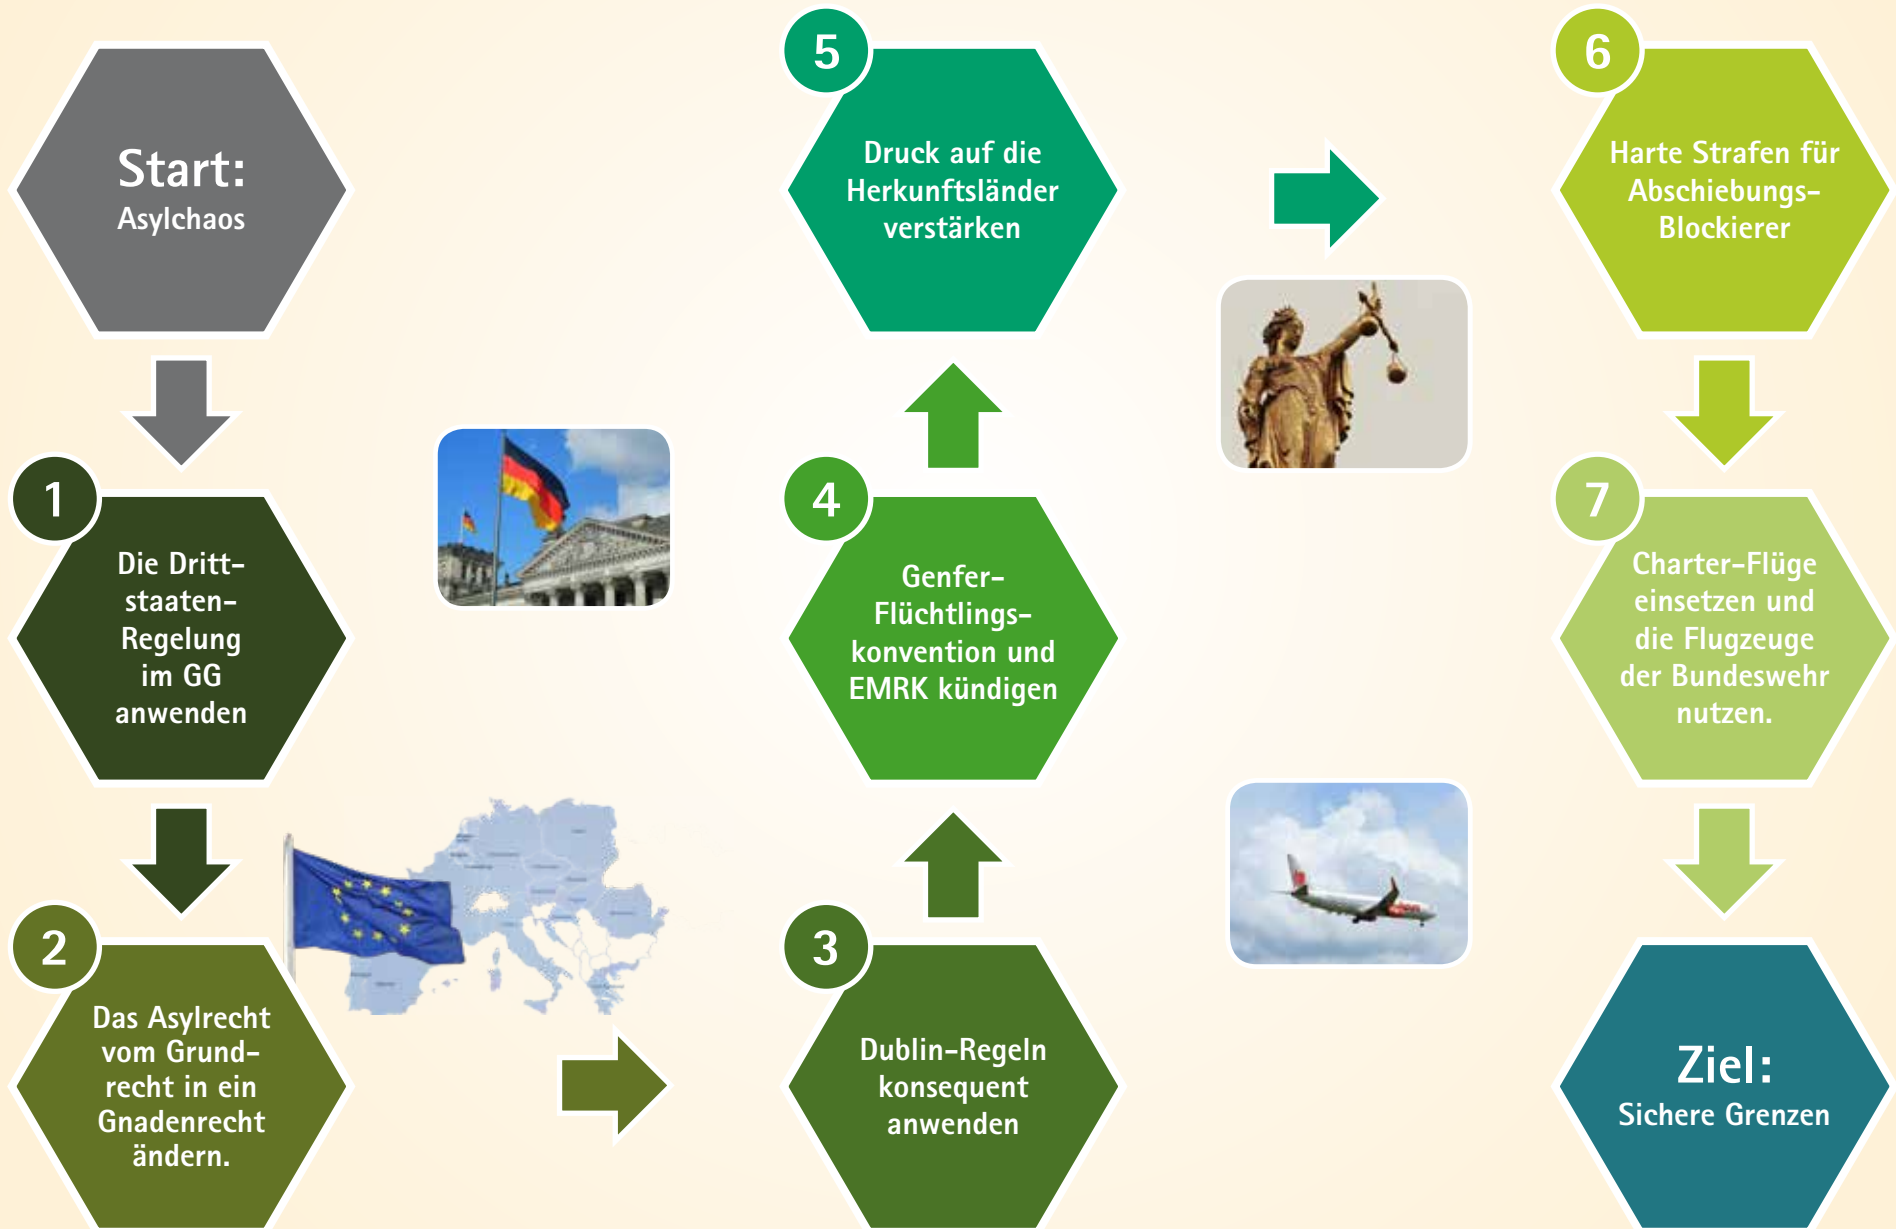 Start:
Asylchaos
1
Die Dritt-
staaten-
Regelung
im GG
anwenden
2
Das Asylrecht
vom Grund-
recht in ein
Gnadenrecht
ändern.
3
Dublin-Regeln
konsequent
anwenden
4
Genfer-
Flüchtlings-
konvention und
EMRK kündigen
5
Druck auf die
Herkunftsländer
verstärken
6
Harte Strafen für
Abschiebungs-
Blockierer
7
Charter-Flüge
einsetzen und
die Flugzeuge
der Bundeswehr
nutzen.
Ziel:
Sichere Grenzen